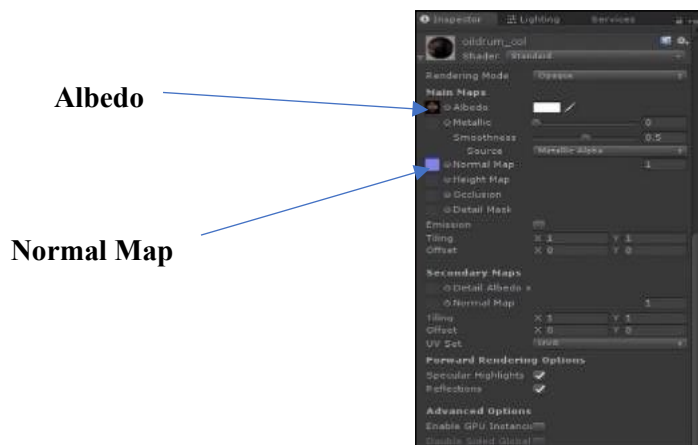 Albedo
Normal Map
Inspector Lighting Services
oildrum_col
Shader Standard
Rendering Mode Opaque
Main Maps
Albedo
Metallic 0
Smoothness 0.5
Source Metallic Alpha
Normal Map 1
Height Map
Occlusion
Detail Mask
Emission
Tiling X 1 Y 1
Offset X 0 Y 0
Secondary Maps
Detail Albedo x
Normal Map 1
Tiling X 1 Y 1
Offset X 0 Y 0
UV Set UV0
Forward Rendering Options
Specular Highlights
Reflections
Advanced Options
Enable GPU Instanci
Double Sided Global